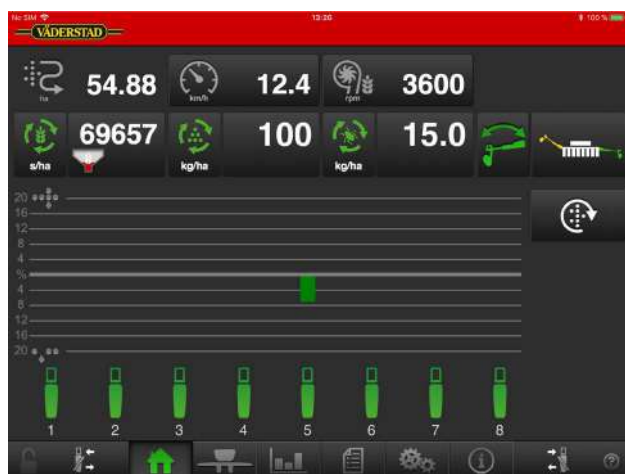 No SIM 13:26 100 %
VÄDERSTAD
54.88 12.4 3600
ha km/h rpm
69657 100 15.0
s/ha kg/ha kg/ha
20
16
12
8
4
%
4
8
12
16
20
1 2 3 4 5 6 7 8